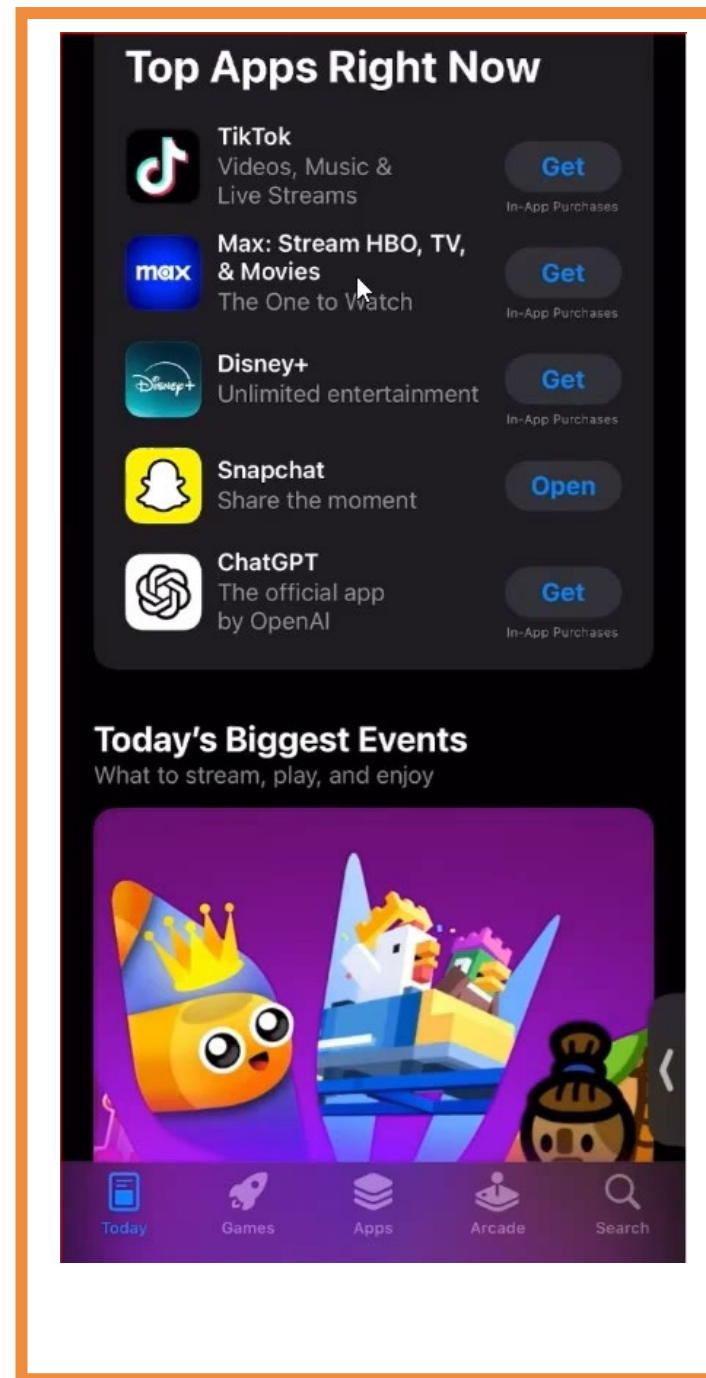 Top Apps Right Now
TikTok
Videos, Music &
Live Streams
Get
In-App Purchases
max
Max: Stream HBO, TV,
& Movies
The One to Watch
Get
In-App Purchases
Disney+
Disney+
Unlimited entertainment
Get
In-App Purchases
Snapchat
Share the moment
Open
ChatGPT
The official app
by OpenAI
Get
In-App Purchases
Today's Biggest Events
What to stream, play, and enjoy
Today
Games
Apps
Arcade
Search